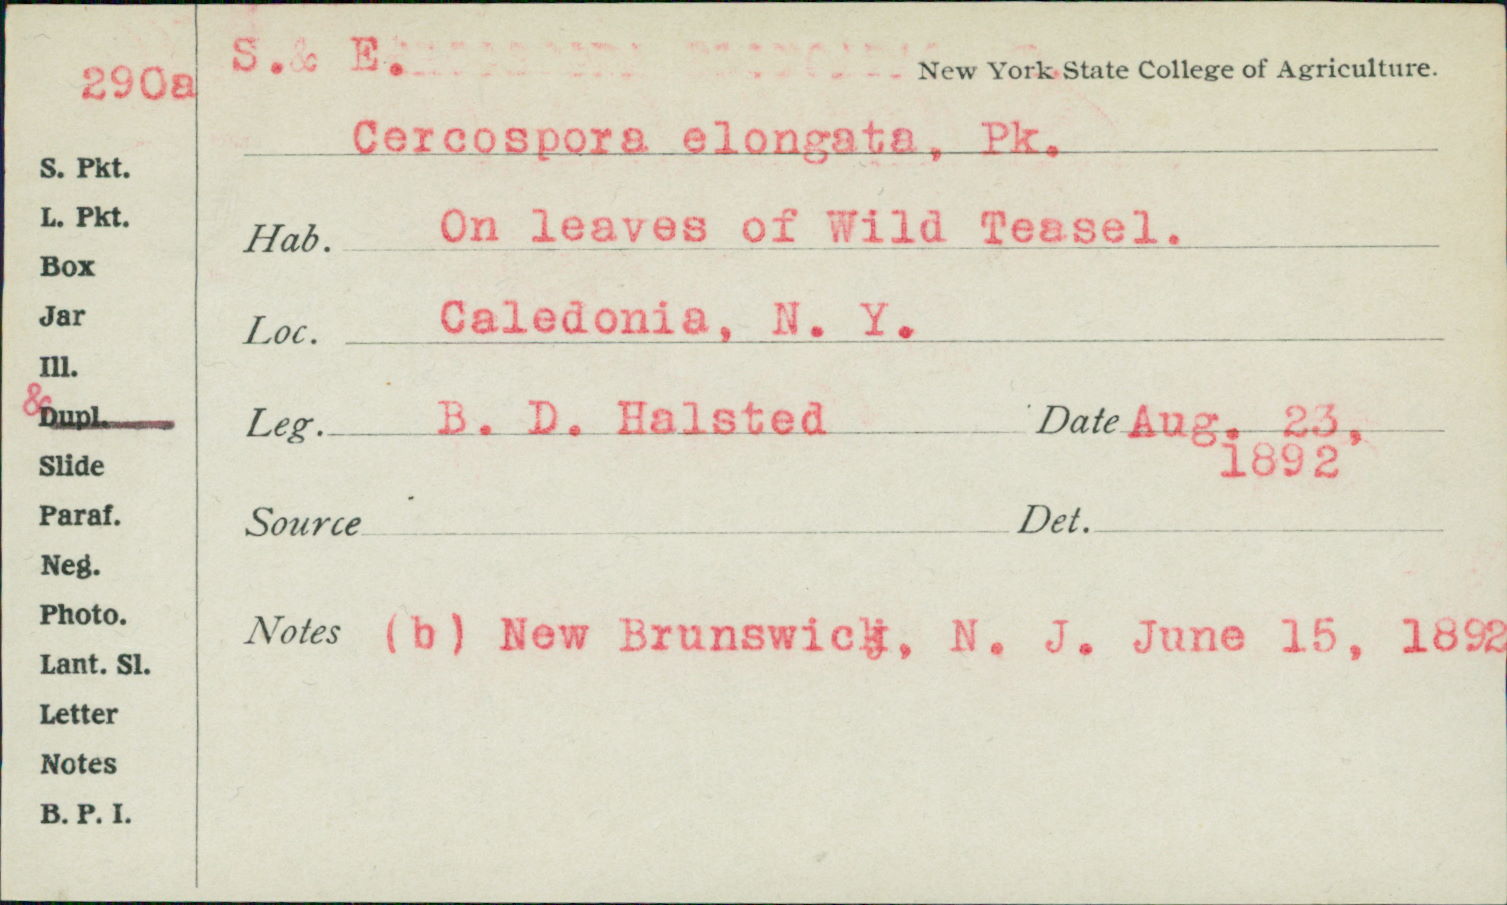 290a
S. & E.
New York State College of Agriculture.
Cercospora elongata, Pk.
Hab. On leaves of Wild Teasel.
Loc. Caledonia, N. Y.
Leg. B. D. Halsted Date Aug. 23,
1892
Source Det.
Notes (b) New Brunswick, N. J. June 15, 1892
S. Pkt.
L. Pkt.
Box
Jar
Ill.
& Dupl.
Slide
Paraf.
Neg.
Photo.
Lant. Sl.
Letter
Notes
B. P. I.